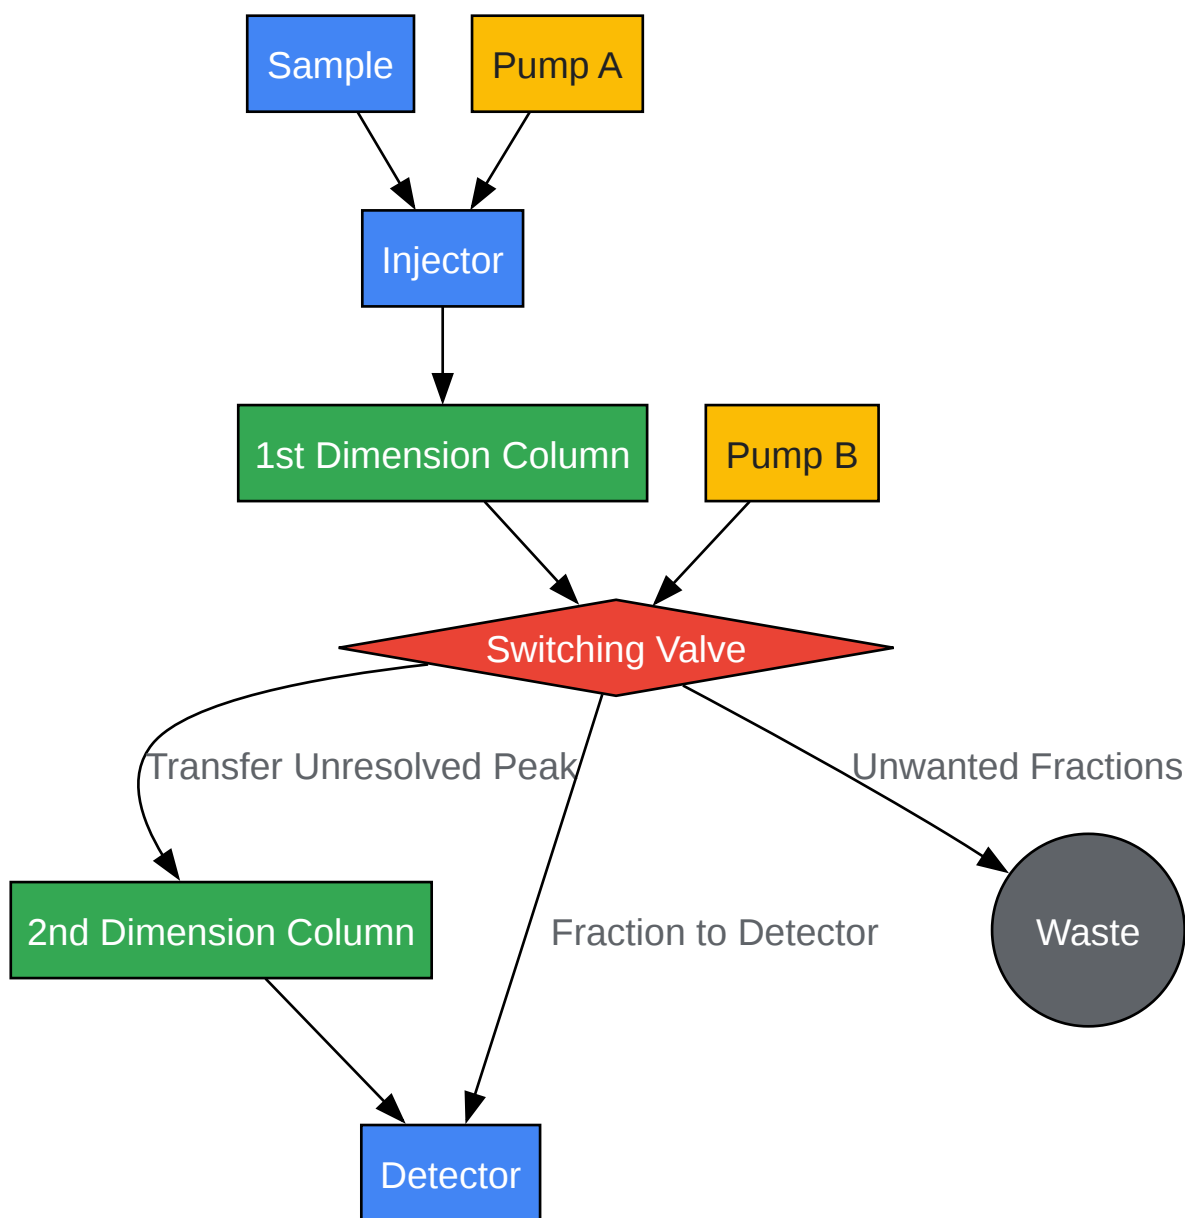 Sample
Pump A
Injector
1st Dimension Column
Pump B
Switching Valve
Transfer Unresolved Peak
Unwanted Fractions
2nd Dimension Column
Fraction to Detector
Waste
Detector